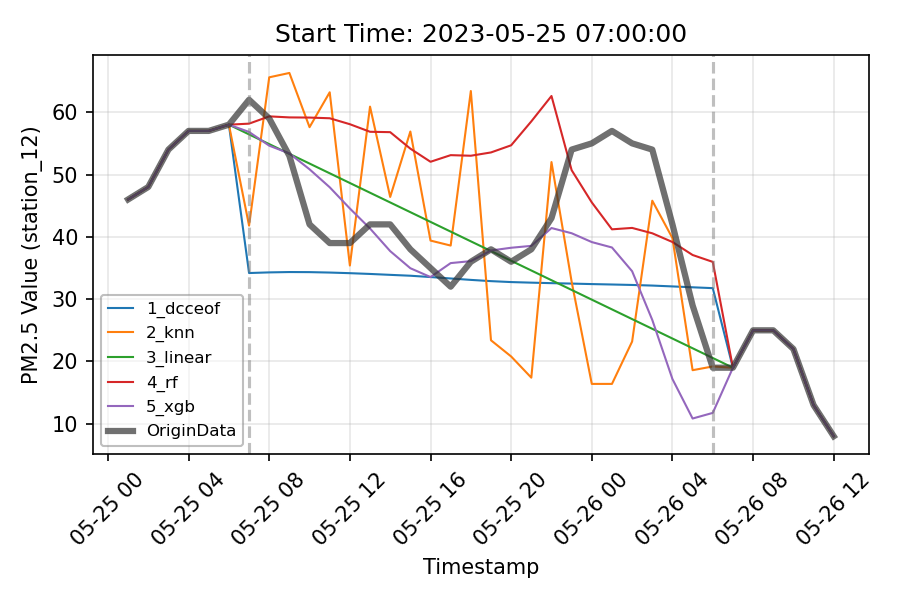 Start Time: 2023-05-25 07:00:00
PM2.5 Value (station_12)
60
50
40
30
20
10
1_dcceof
2_knn
3_linear
4_rf
5_xgb
OriginData
05-25 00
05-25 04
05-25 08
05-25 12
05-25 16
05-25 20
05-26 00
05-26 04
05-26 08
05-26 12
Timestamp